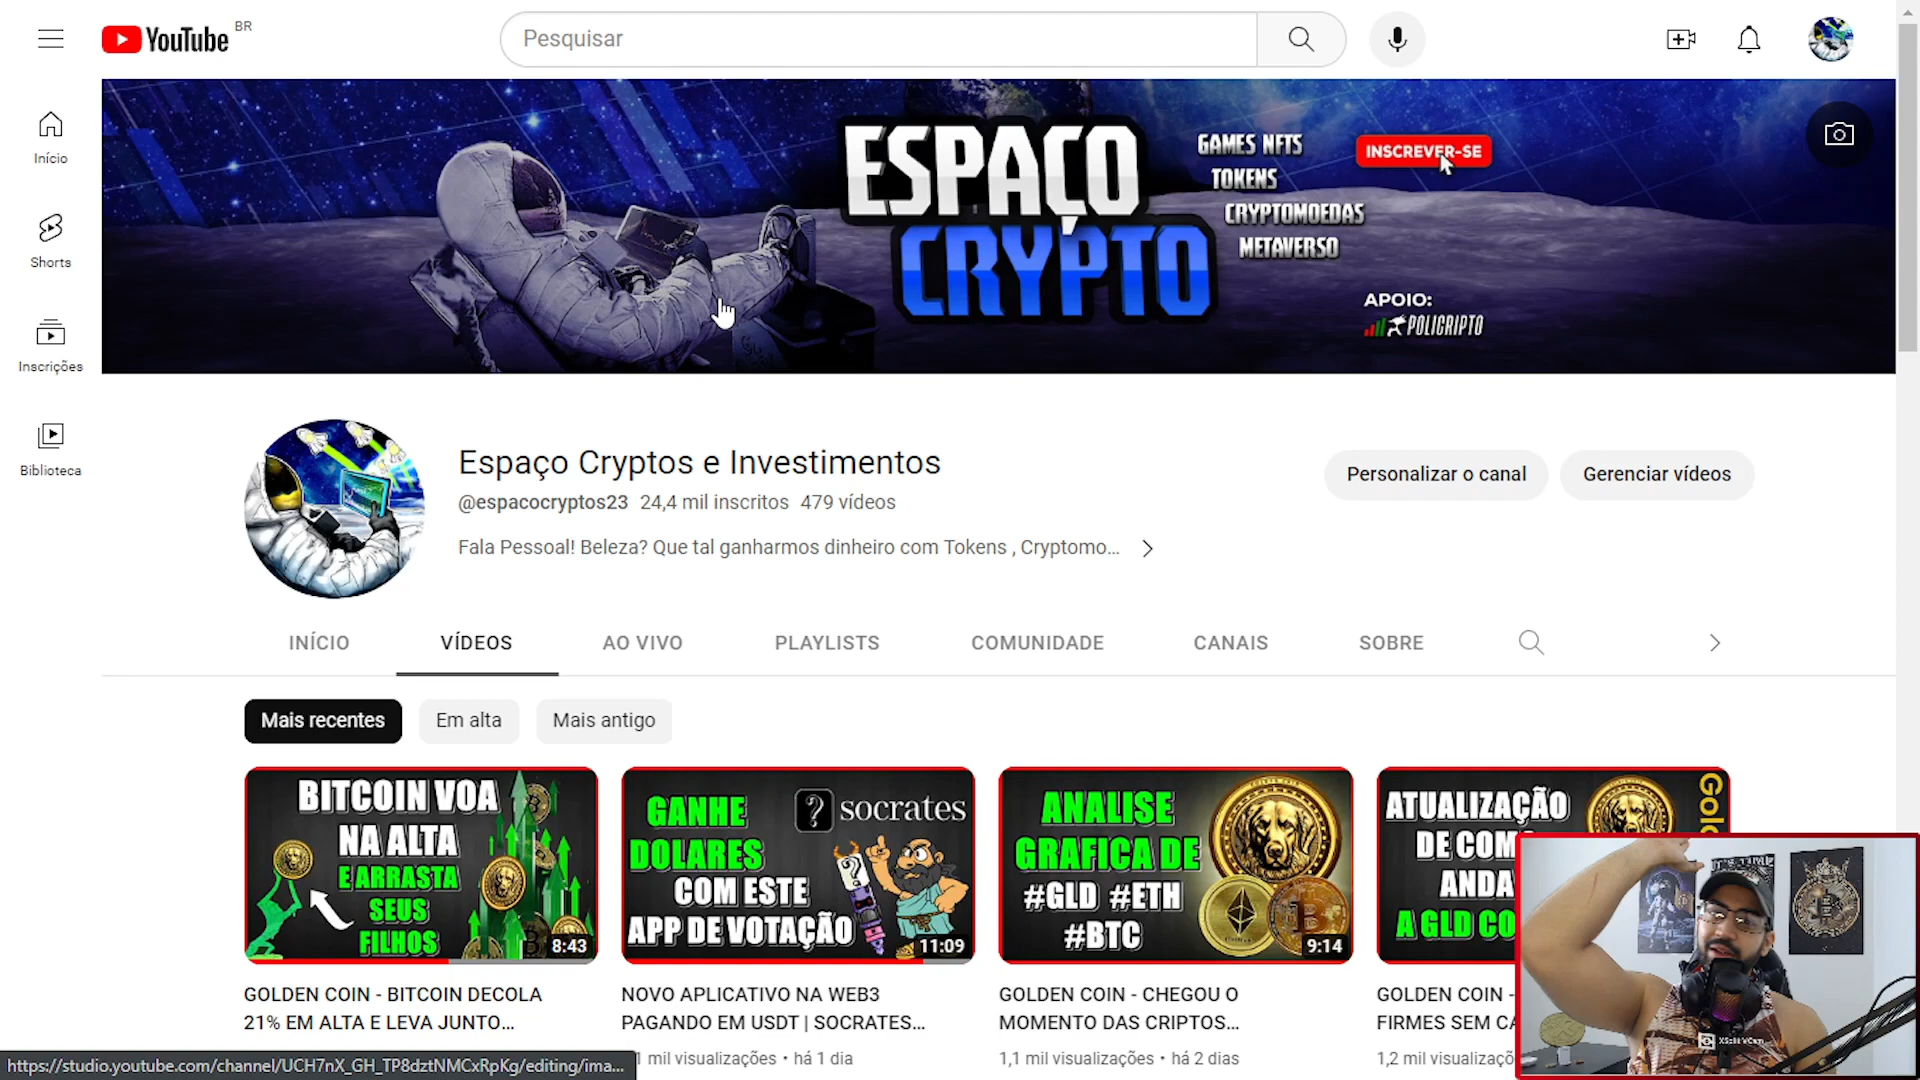 YouTube BR
Pesquisar
Início
Shorts
Inscrições
Biblioteca
ESPAÇO
CRYPTO
GAMES NFTS
TOKENS
CRYPTOMOEDAS
METAVERSO
INSCREVER-SE
APOIO:
POLICRIPTO
Espaço Cryptos e Investimentos
@espacocryptos23 24,4 mil inscritos 479 vídeos
Fala Pessoal! Beleza? Que tal ganharmos dinheiro com Tokens , Cryptomo...
Personalizar o canal
Gerenciar vídeos
INÍCIO
VÍDEOS
AO VIVO
PLAYLISTS
COMUNIDADE
CANAIS
SOBRE
Mais recentes
Em alta
Mais antigo
BITCOIN VOA
NA ALTA
E ARRASTA
SEUS
FILHOS
8:43
GANHE
DOLARES
COM ESTE
APP DE VOTAÇÃO
socrates
11:09
ANALISE
GRAFICA DE
#GLD #ETH
#BTC
9:14
ATUALIZAÇÃO
DE COM
ANDA
A GLD CO
Gol
GOLDEN COIN - BITCOIN DECOLA
21% EM ALTA E LEVA JUNTO...
NOVO APLICATIVO NA WEB3
PAGANDO EM USDT | SOCRATES...
1 mil visualizações • há 1 dia
GOLDEN COIN - CHEGOU O
MOMENTO DAS CRIPTOS...
1,1 mil visualizações • há 2 dias
GOLDEN COIN -
FIRMES SEM CA
1,2 mil visualizaçõ
https://studio.youtube.com/channel/UCH7nX_GH_TP8dztNMCxRpKg/editing/ima...
XSplit VCam